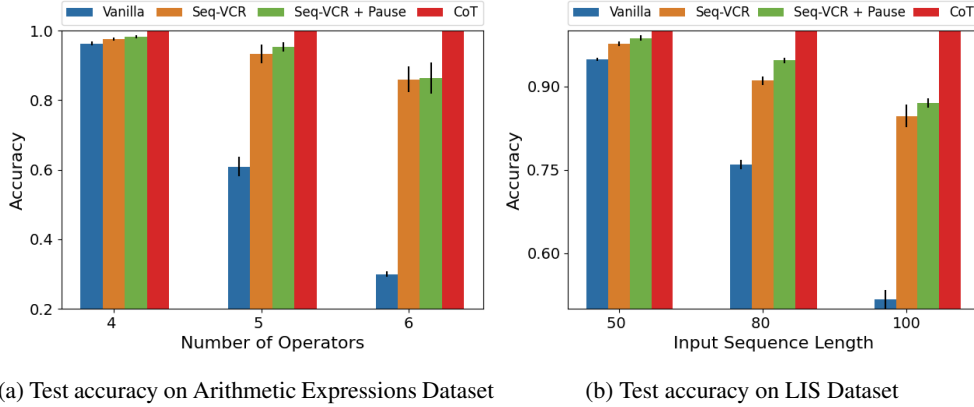 Vanilla Seq-VCR Seq-VCR + Pause CoT
1.0
0.8
0.6
0.4
0.2
Accuracy
4 5 6
Number of Operators
(a) Test accuracy on Arithmetic Expressions Dataset
Vanilla Seq-VCR Seq-VCR + Pause CoT
0.90
0.75
0.60
Accuracy
50 80 100
Input Sequence Length
(b) Test accuracy on LIS Dataset